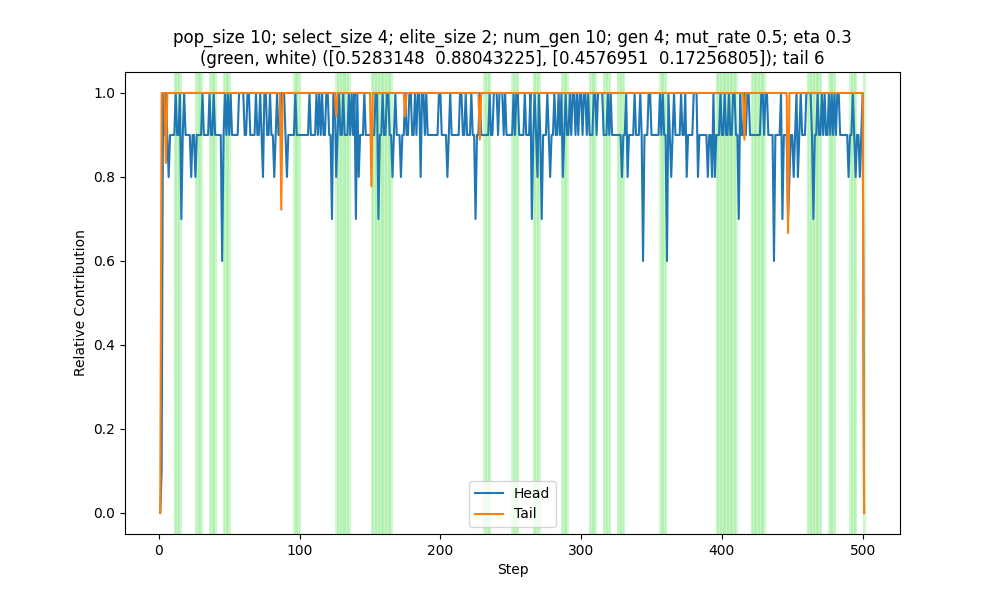 pop_size 10; select_size 4; elite_size 2; num_gen 10; gen 4; mut_rate 0.5; eta 0.3
(green, white) ([0.5283148 0.88043225], [0.4576951 0.17256805]); tail 6
1.0
0.8
0.6
0.4
0.2
0.0
Relative Contribution
Head
Tail
0
100
200
300
400
500
Step